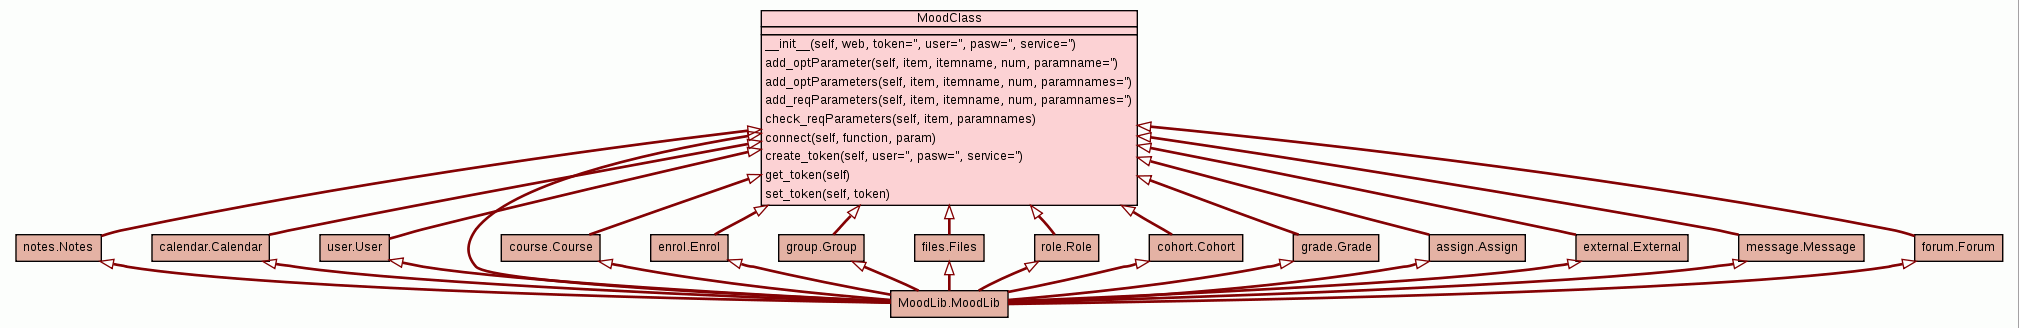 MoodClass
__init__(self, web, token='', user='', pasw='', service='')
add_optParameter(self, item, itemname, num, paramname='')
add_optParameters(self, item, itemname, num, paramnames='')
add_reqParameters(self, item, itemname, num, paramnames='')
check_reqParameters(self, item, paramnames)
connect(self, function, param)
create_token(self, user='', pasw='', service='')
get_token(self)
set_token(self, token)
notes.Notes
calendar.Calendar
user.User
course.Course
enrol.Enrol
group.Group
files.Files
role.Role
cohort.Cohort
grade.Grade
assign.Assign
external.External
message.Message
forum.Forum
MoodLib.MoodLib